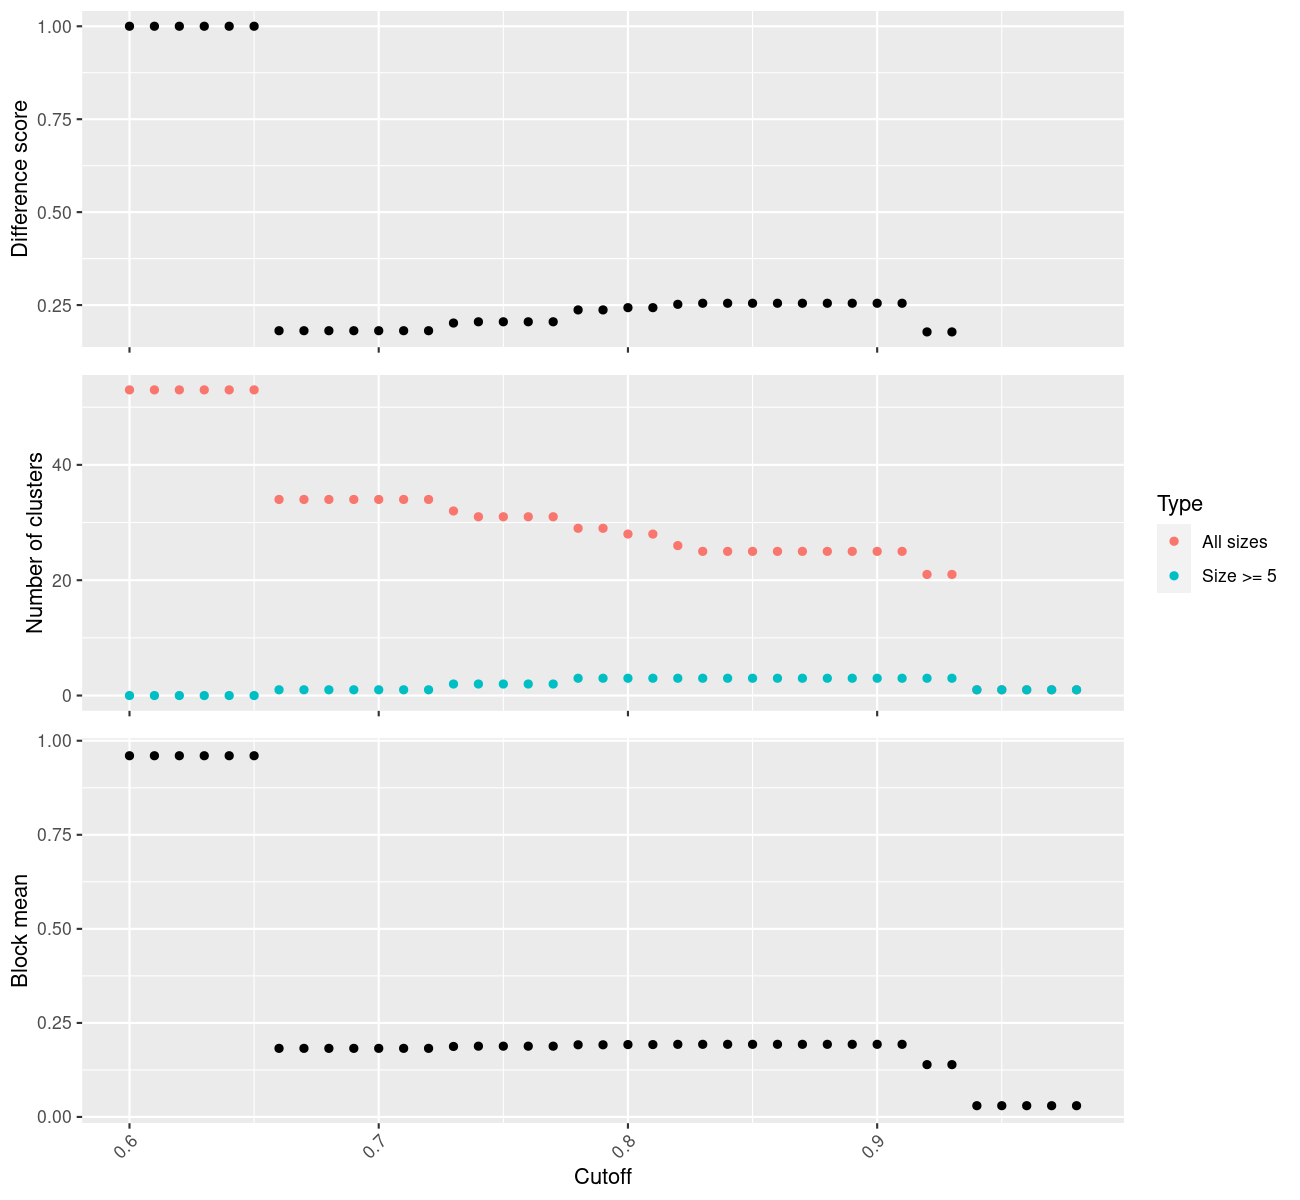 Difference score
1.00
0.75
0.50
0.25
Number of clusters
40
20
0
Type
All sizes
Size >= 5
Block mean
1.00
0.75
0.50
0.25
0.00
0.6
0.7
0.8
0.9
Cutoff